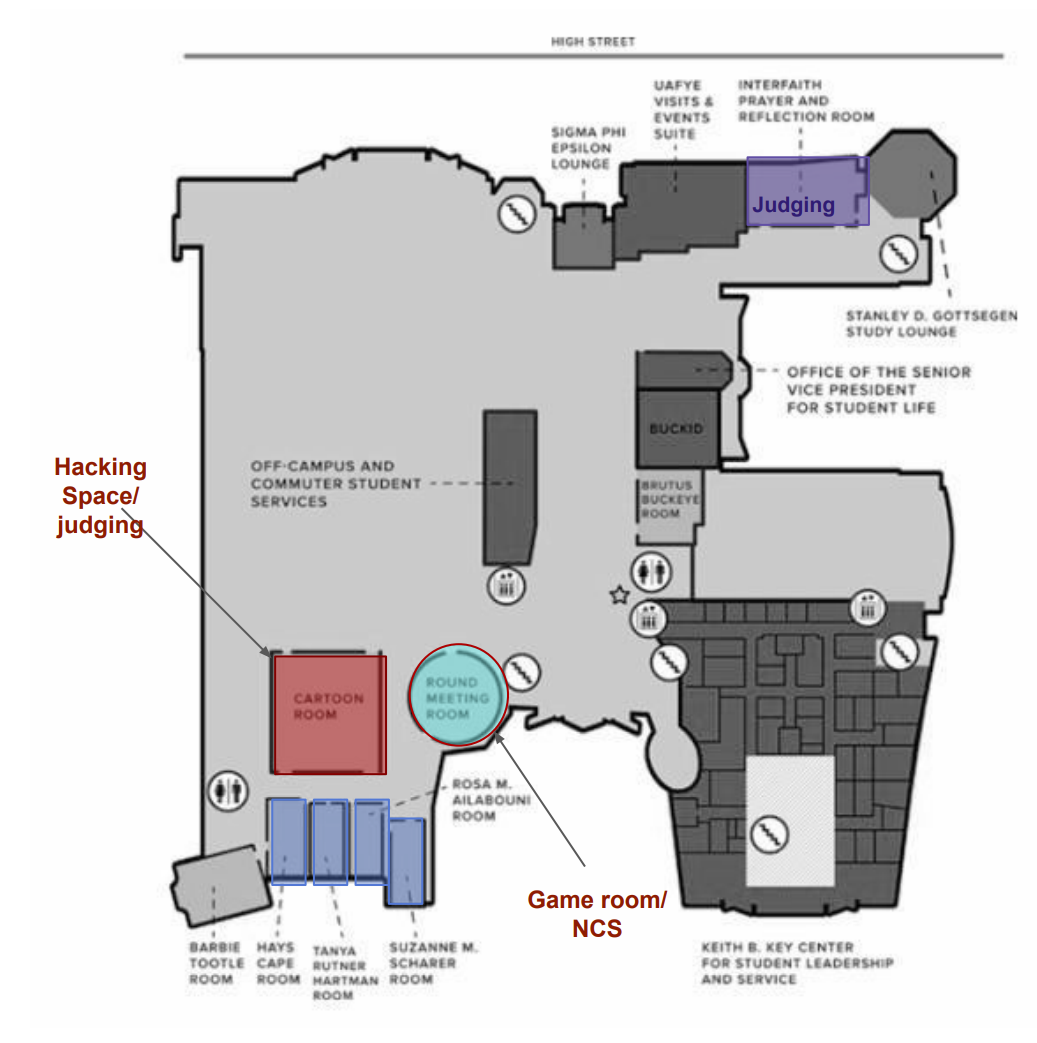 HIGH STREET
UAFYE
VISITS &
EVENTS
SUITE
INTERFAITH
PRAYER AND
REFLECTION ROOM
SIGMA PHI
EPSILON
LOUNGE
Judging
STANLEY D. GOTTSEGEN
STUDY LOUNGE
OFFICE OF THE SENIOR
VICE PRESIDENT
FOR STUDENT LIFE
BUCKID
Hacking
Space/
judging
OFF-CAMPUS AND
COMMUTER STUDENT
SERVICES
BRUTUS
BUCKEYE
ROOM
CARTOON
ROOM
ROUND
MEETING
ROOM
ROSA M.
AILABOUNI
ROOM
Game room/
NCS
BARBIE
TOOTLE
ROOM
HAYS
CAPE
ROOM
TANYA
RUTNER
HARTMAN
ROOM
SUZANNE M.
SCHARER
ROOM
KEITH B. KEY CENTER
FOR STUDENT LEADERSHIP
AND SERVICE